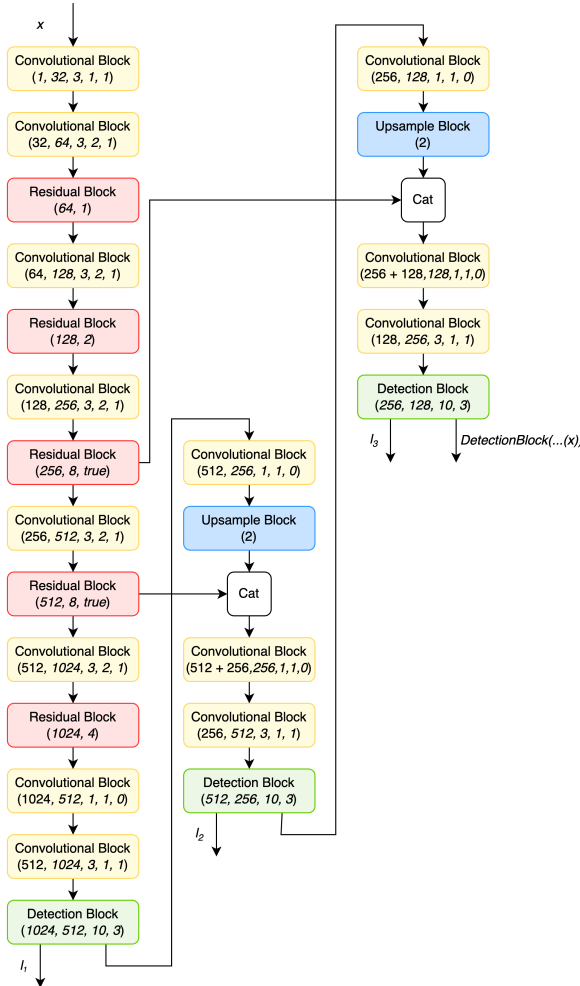 x
Convolutional Block
(1, 32, 3, 1, 1)
Convolutional Block
(32, 64, 3, 2, 1)
Residual Block
(64, 1)
Convolutional Block
(64, 128, 3, 2, 1)
Residual Block
(128, 2)
Convolutional Block
(128, 256, 3, 2, 1)
Residual Block
(256, 8, true)
Convolutional Block
(256, 512, 3, 2, 1)
Residual Block
(512, 8, true)
Convolutional Block
(512, 1024, 3, 2, 1)
Residual Block
(1024, 4)
Convolutional Block
(1024, 512, 1, 1, 0)
Convolutional Block
(512, 1024, 3, 1, 1)
Detection Block
(1024, 512, 10, 3)
l1
Convolutional Block
(512, 256, 1, 1, 0)
Upsample Block
(2)
Cat
Convolutional Block
(512 + 256,256,1,1,0)
Convolutional Block
(256, 512, 3, 1, 1)
Detection Block
(512, 256, 10, 3)
l2
Convolutional Block
(256, 128, 1, 1, 0)
Upsample Block
(2)
Cat
Convolutional Block
(256 + 128,128,1,1,0)
Convolutional Block
(128, 256, 3, 1, 1)
Detection Block
(256, 128, 10, 3)
l3
DetectionBlock(...(x),